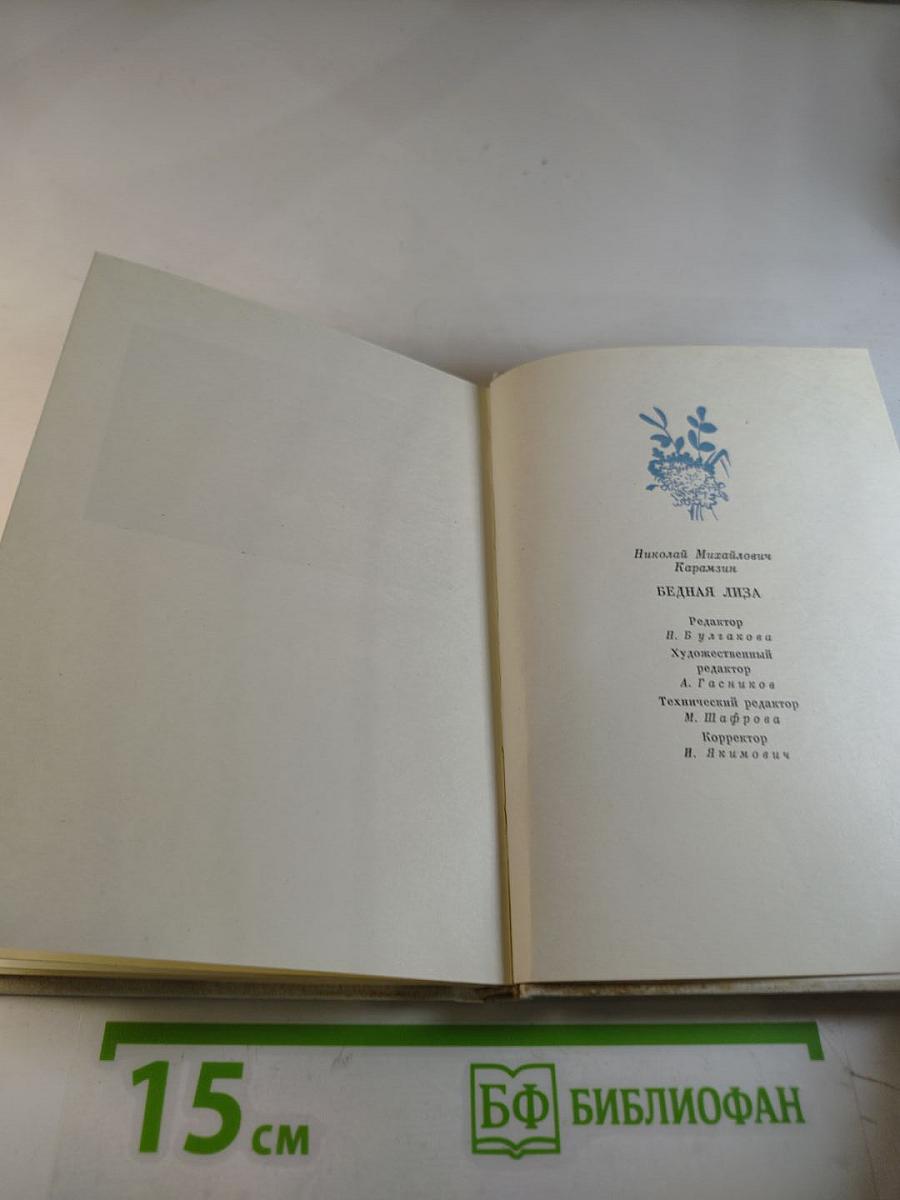 Николай Михайлович
Карамзин
БЕДНАЯ ЛИЗА
Редактор
Н. Булгакова
Художественный
редактор
А. Гасников
Технический редактор
М. Шафрова
Корректор
И. Якимович
15 см
БФ БИБЛИОФАН